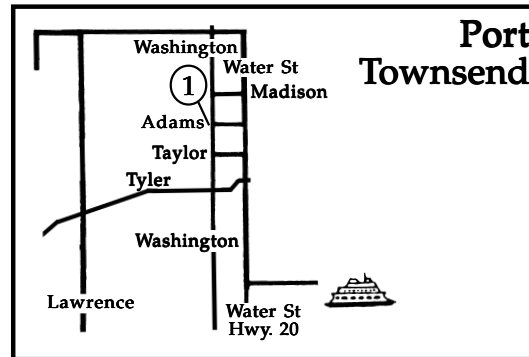 Port
Townsend
Washington
Water St
1
Madison
Adams
Taylor
Tyler
Washington
Lawrence
Water St
Hwy. 20